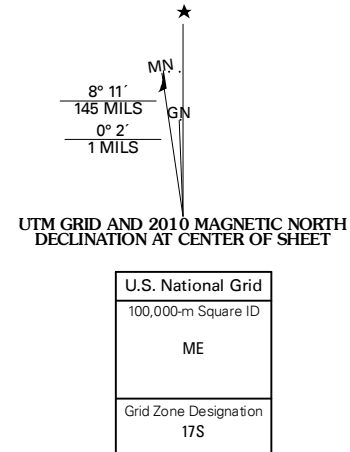 MN
8° 11´
145 MILS
GN
0° 2´
1 MILS
UTM GRID AND 2010 MAGNETIC NORTH
DECLINATION AT CENTER OF SHEET
U.S. National Grid
100,000-m Square ID
ME
Grid Zone Designation
17S